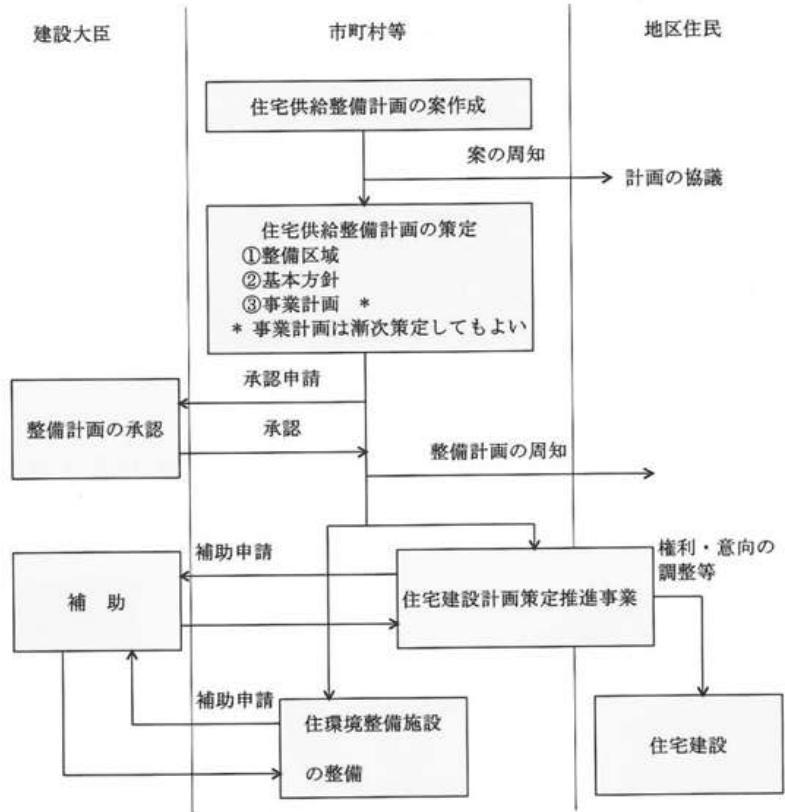 建設大臣
市町村等
地区住民
住宅供給整備計画の案作成
案の周知
計画の協議
住宅供給整備計画の策定
①整備区域
②基本方針
③事業計画 *
* 事業計画は漸次策定してもよい
承認申請
整備計画の承認
承認
整備計画の周知
補助申請
権利・意向の
調整等
補 助
住宅建設計画策定推進事業
補助申請
住環境整備施設
の整備
住宅建設